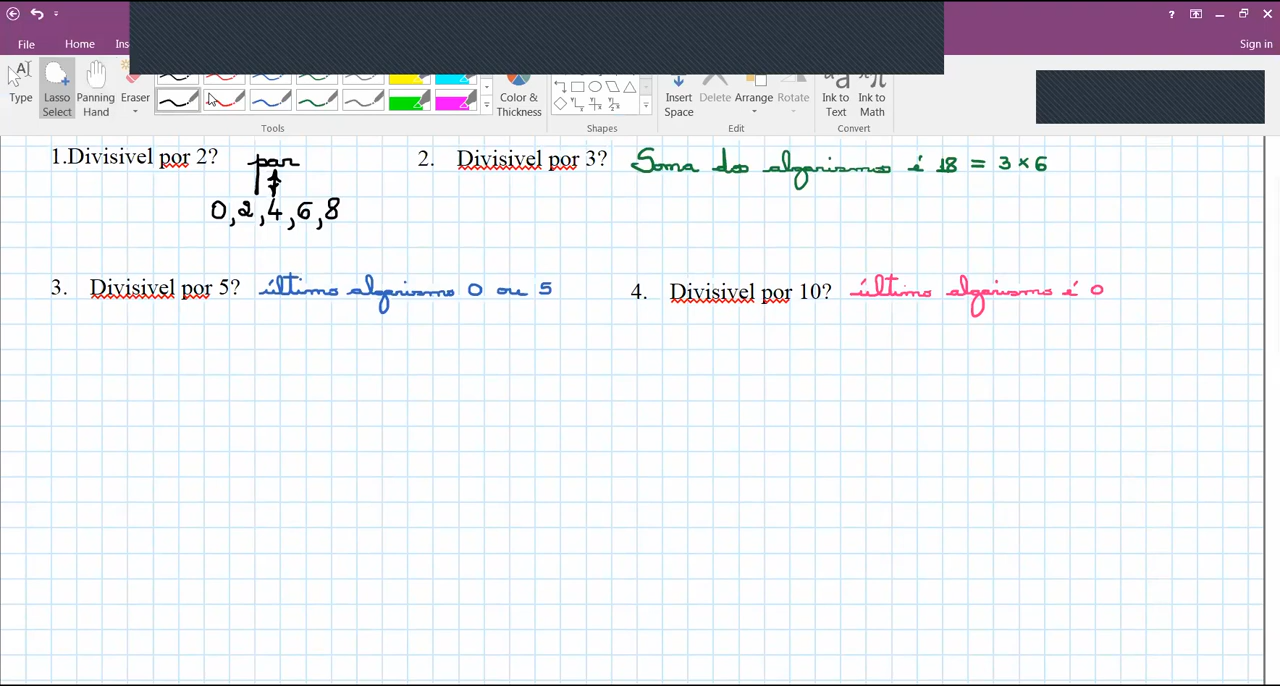 ?
Sign in
File
Home
Ins
Type
Lasso Select
Panning Hand
Eraser
Color & Thickness
Insert Space
Delete
Arrange
Rotate
Ink to Text
Ink to Math
Tools
Shapes
Edit
Convert
1.Divisivel por 2? par
0, 2, 4, 6, 8
2. Divisivel por 3? Soma dos algarismos é 18 = 3 × 6
3. Divisivel por 5? último algarismo 0 ou 5
4. Divisivel por 10? último algarismo é 0